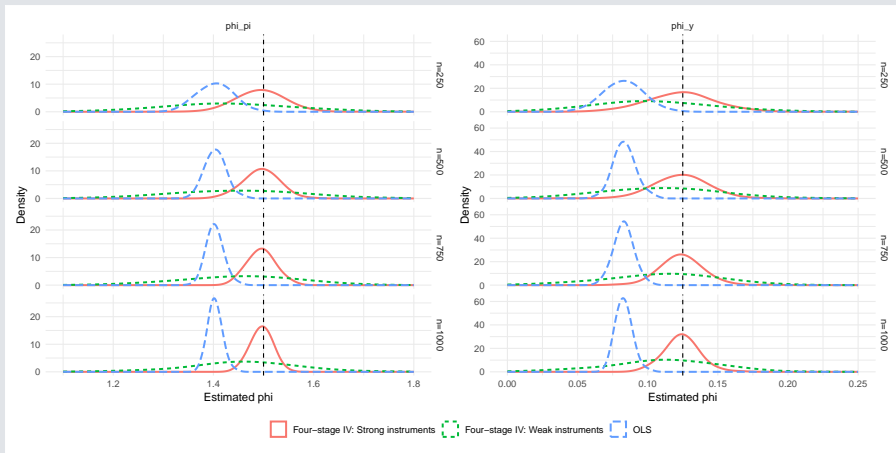 phi_pi
20
10
0
n=250
20
10
0
n=500
20
10
0
n=750
20
10
0
n=1000
Density
1.2 1.4 1.6 1.8
Estimated phi
phi_y
60
40
20
0
n=250
60
40
20
0
n=500
60
40
20
0
n=750
60
40
20
0
n=1000
Density
0.00 0.05 0.10 0.15 0.20 0.25
Estimated phi
Four-stage IV: Strong instruments Four-stage IV: Weak instruments OLS